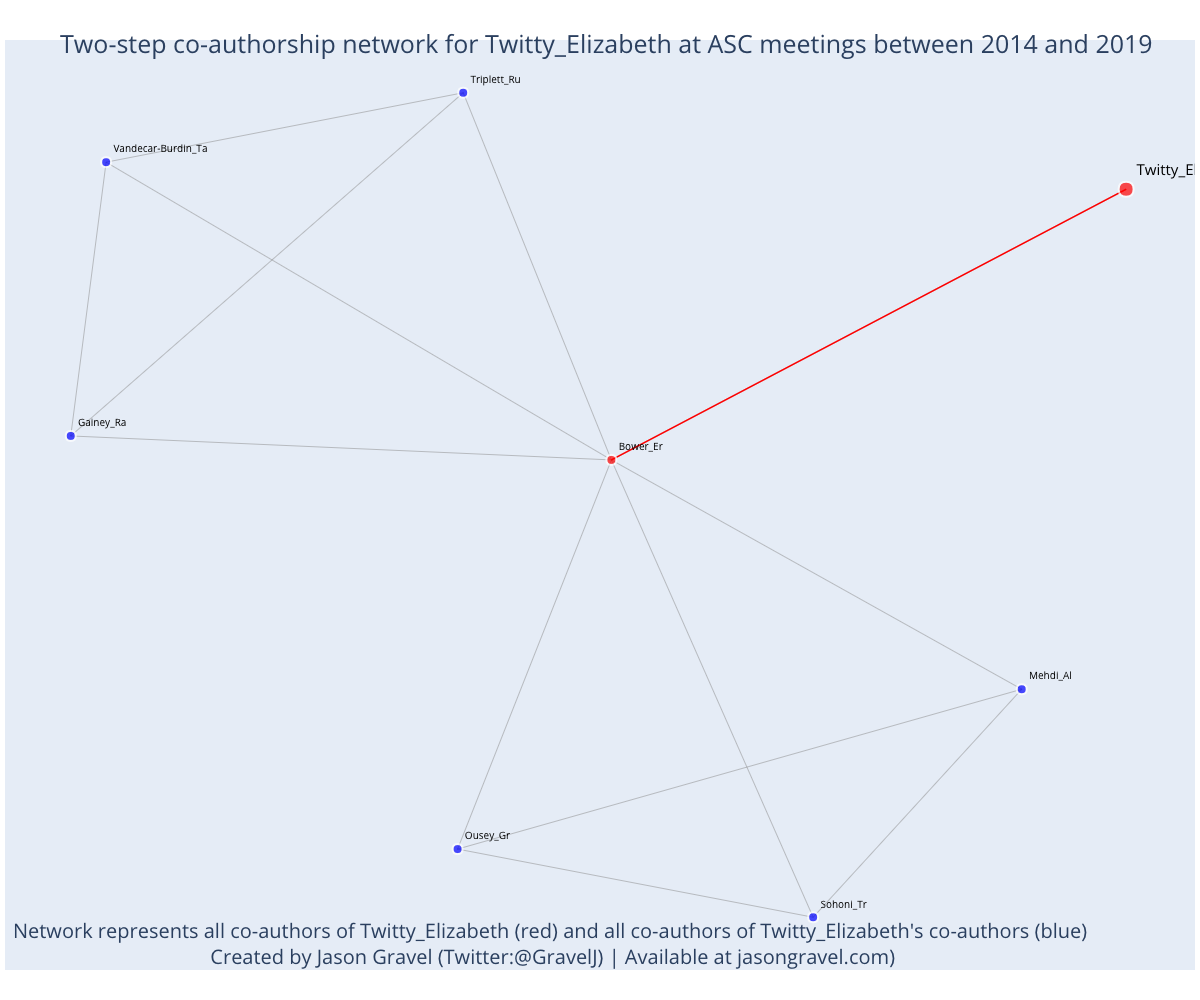 Two-step co-authorship network for Twitty_Elizabeth at ASC meetings between 2014 and 2019
Triplett_Ru
Vandecar-Burdin_Ta
Twitty_El
Gainey_Ra
Bower_Er
Mehdi_Al
Ousey_Gr
Sohoni_Tr
Network represents all co-authors of Twitty_Elizabeth (red) and all co-authors of Twitty_Elizabeth's co-authors (blue)
Created by Jason Gravel (Twitter:@GravelJ) | Available at jasongravel.com)